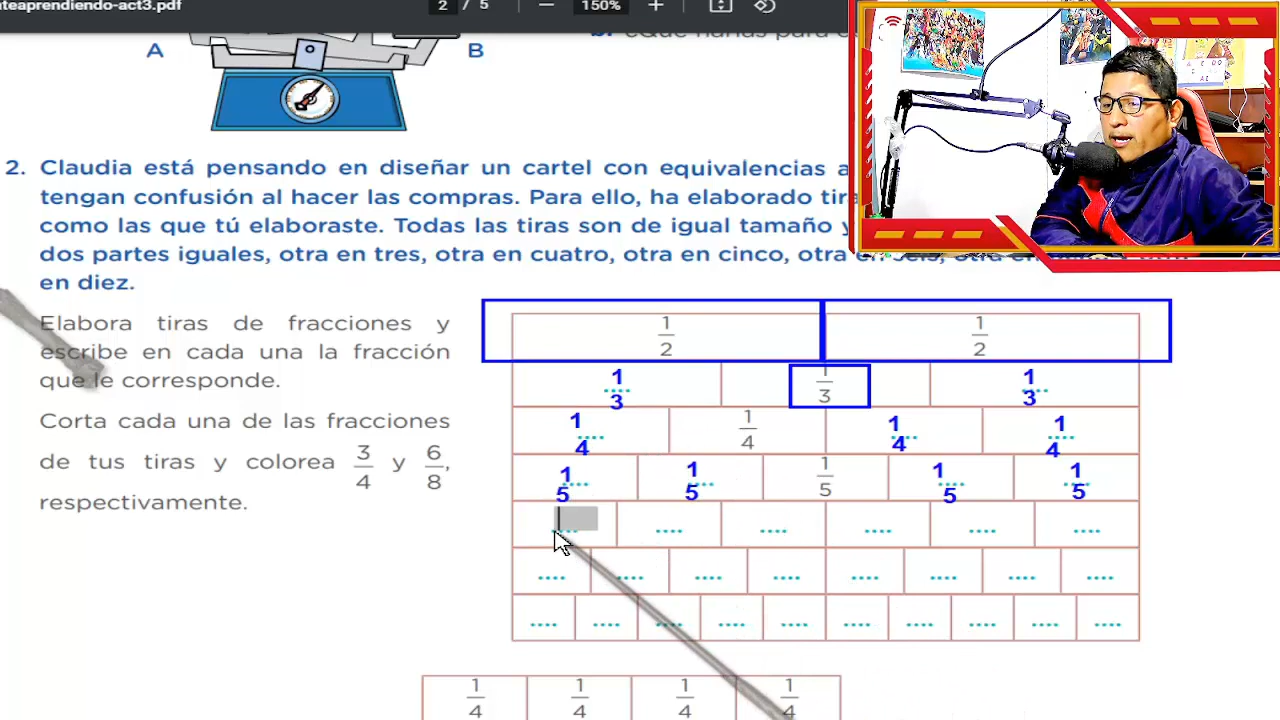 teaprendiendo-act3.pdf
2 / 5 — 150% +
A
B
2. Claudia está pensando en diseñar un cartel con equivalencias
tengan confusión al hacer las compras. Para ello, ha elaborado
como las que tú elaboraste. Todas las tiras son de igual tamaño y
dos partes iguales, otra en tres, otra en cuatro, otra en cinco, otra en seis,
en diez.
Elabora tiras de fracciones y
escribe en cada una la fracción
que le corresponde.
Corta cada una de las fracciones
de tus tiras y colorea 3/4 y 6/8,
respectivamente.
1/2 1/2
1/3 1/3 1/3
1/4 1/4 1/4 1/4
1/5 1/5 1/5 1/5 1/5
.... .... .... .... .... ....
.... .... .... .... .... .... .... ....
.... .... .... .... .... .... .... .... .... ....
1/4 1/4 1/4 1/4